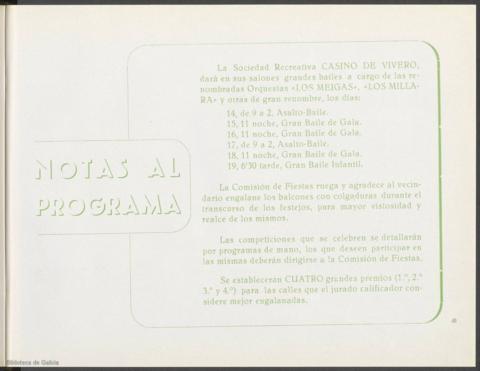 La Sociedad Recreativa CASINO DE VIVERO,
dará en sus salones grandes bailes a cargo de las re-
nombradas Orquestas «LOS MEIGAS», «LOS MILLA-
RA» y otras de gran renombre, los días:
14, de 9 a 2, Asalto-Baile.
15, 11 noche, Gran Baile de Gala.
16, 11 noche, Gran Baile de Gala.
17, de 9 a 2, Asalto-Baile.
18, 11 noche, Gran Baile de Gala.
19, 6'30 tarde, Gran Baile Infantil.
NOTAS AL
PROGRAMA
La Comisión de Fiestas ruega y agradece al vecin-
dario engalane los balcones con colgaduras durante el
transcorso de los festejos, para mayor vistosidad y
realce de los mismos.
Las competiciones que se celebren se detallarán
por programas de mano, los que deseen participar en
las mismas deberán dirigirse a la Comisión de Fiestas.
Se establecerán CUATRO grandes premios (1.º, 2.º
3.º y 4.º) para las calles que el jurado calificador con-
sidere mejor engalanadas.
Biblioteca de Galicia